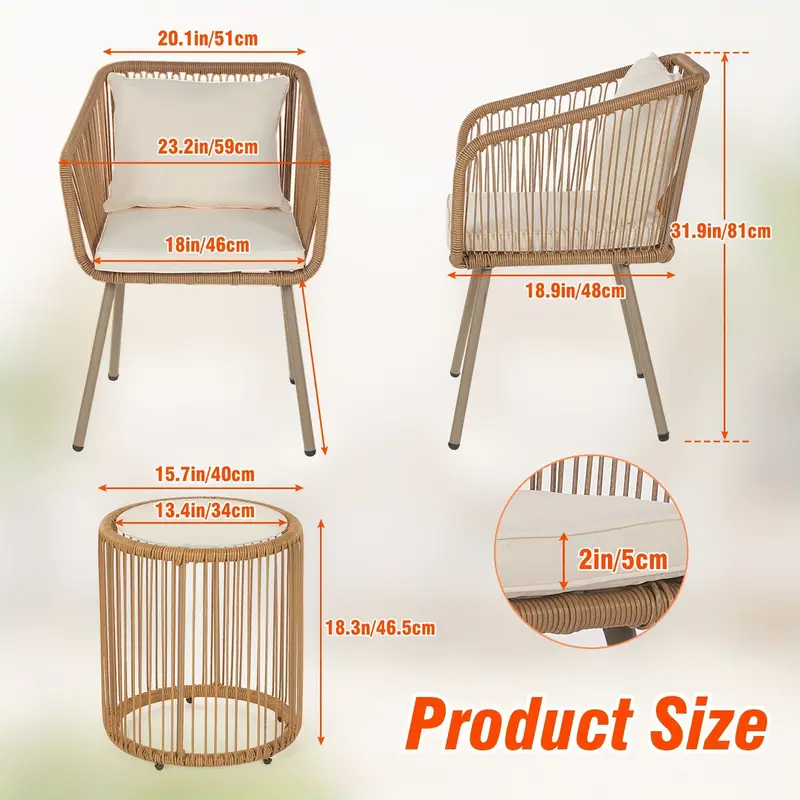 20.1in/51cm
23.2in/59cm
18in/46cm
31.9in/81cm
18.9in/48cm
15.7in/40cm
13.4in/34cm
2in/5cm
18.3in/46.5cm
Product Size